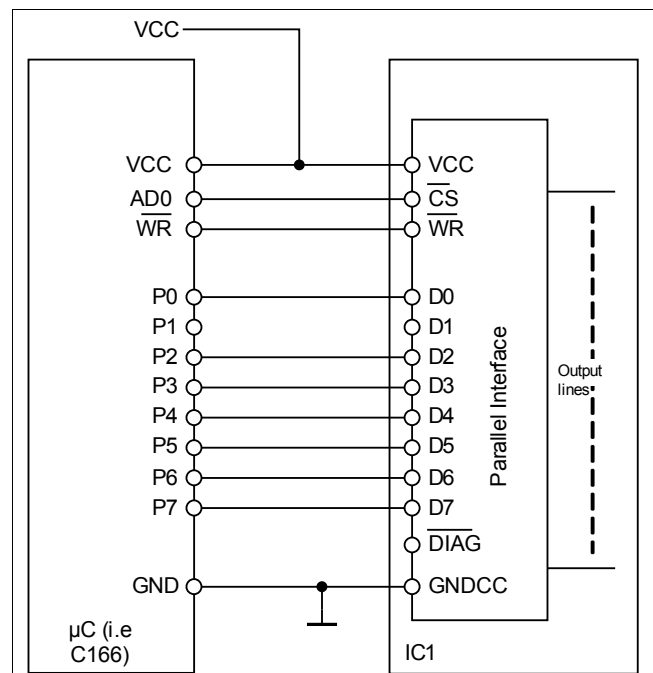 VCC
VCC VCC
AD0 CS
WR WR
P0 D0
P1 D1
P2 D2
P3 D3
P4 D4
P5 D5
P6 D6
P7 D7
DIAG
GND GNDCC
Parallel Interface
Output
lines
µC (i.e
C166)
IC1